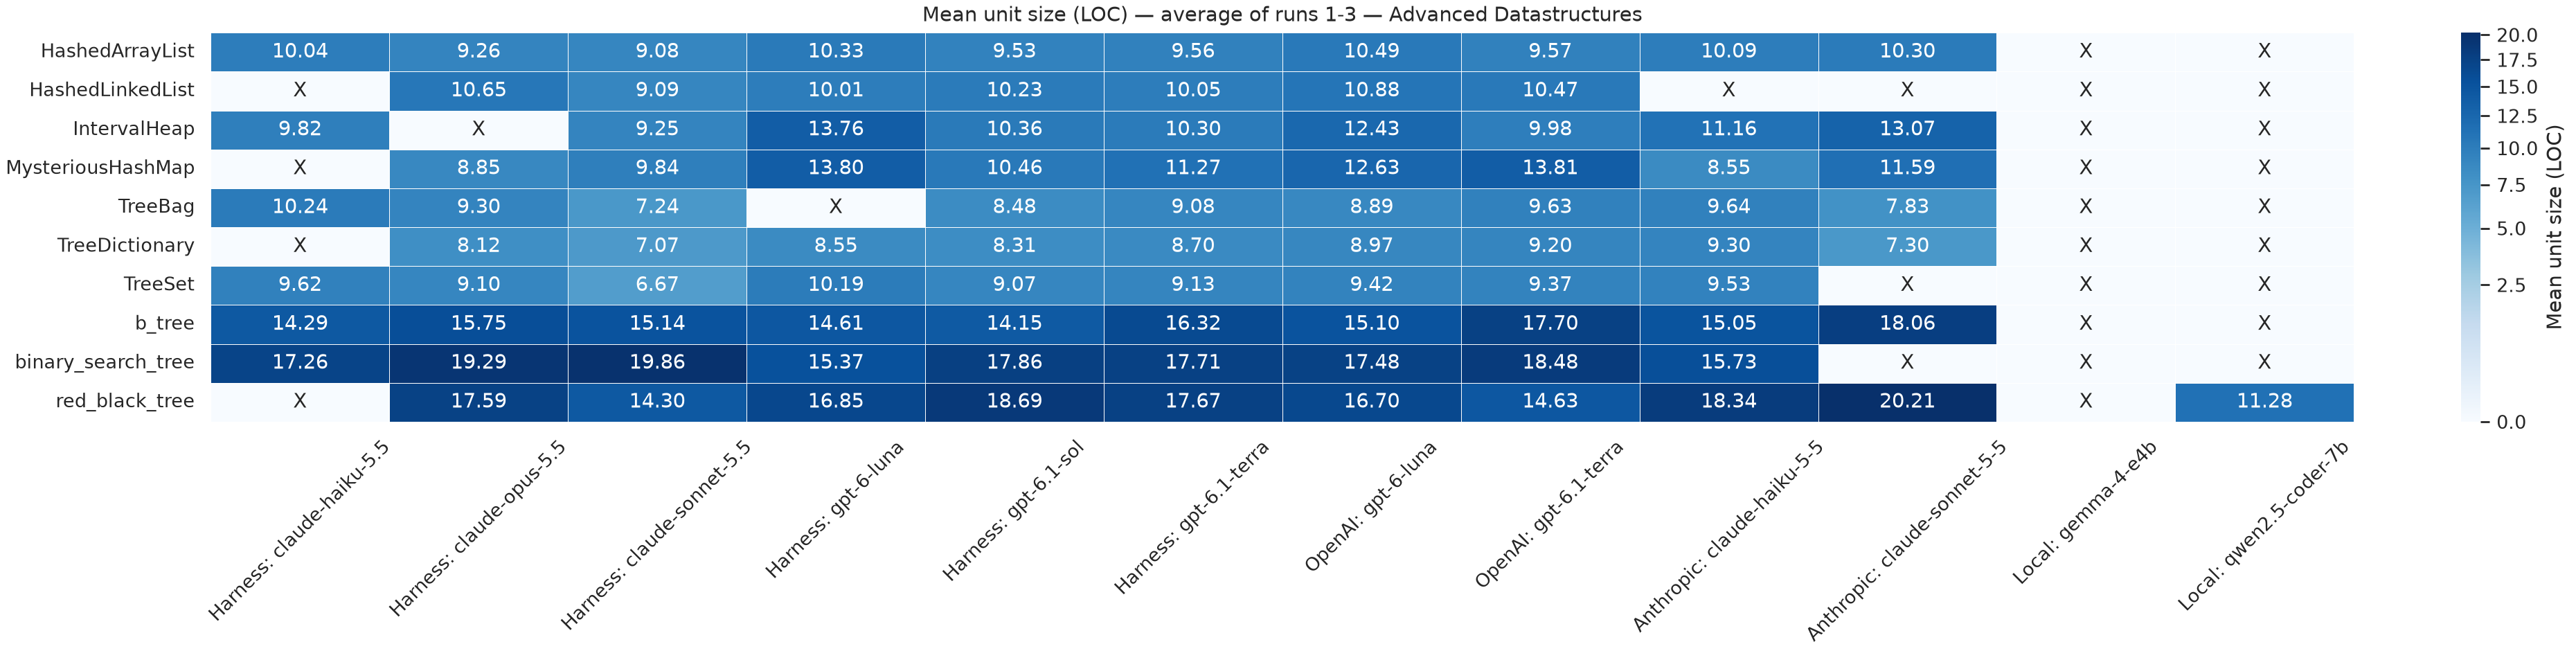 Mean unit size (LOC) — average of runs 1-3 — Advanced Datastructures
HashedArrayList 10.04 9.26 9.08 10.33 9.53 9.56 10.49 9.57 10.09 10.30 X X
HashedLinkedList X 10.65 9.09 10.01 10.23 10.05 10.88 10.47 X X X X
IntervalHeap 9.82 X 9.25 13.76 10.36 10.30 12.43 9.98 11.16 13.07 X X
MysteriousHashMap X 8.85 9.84 13.80 10.46 11.27 12.63 13.81 8.55 11.59 X X
TreeBag 10.24 9.30 7.24 X 8.48 9.08 8.89 9.63 9.64 7.83 X X
TreeDictionary X 8.12 7.07 8.55 8.31 8.70 8.97 9.20 9.30 7.30 X X
TreeSet 9.62 9.10 6.67 10.19 9.07 9.13 9.42 9.37 9.53 X X X
b_tree 14.29 15.75 15.14 14.61 14.15 16.32 15.10 17.70 15.05 18.06 X X
binary_search_tree 17.26 19.29 19.86 15.37 17.86 17.71 17.48 18.48 15.73 X X X
red_black_tree X 17.59 14.30 16.85 18.69 17.67 16.70 14.63 18.34 20.21 X 11.28
Harness: claude-haiku-5.5
Harness: claude-opus-5.5
Harness: claude-sonnet-5.5
Harness: gpt-6-luna
Harness: gpt-6.1-sol
Harness: gpt-6.1-terra
OpenAI: gpt-6-luna
OpenAI: gpt-6.1-terra
Anthropic: claude-haiku-5-5
Anthropic: claude-sonnet-5-5
Local: gemma-4-e4b
Local: qwen2.5-coder-7b
20.0
17.5
15.0
12.5
10.0
7.5
5.0
2.5
0.0
Mean unit size (LOC)